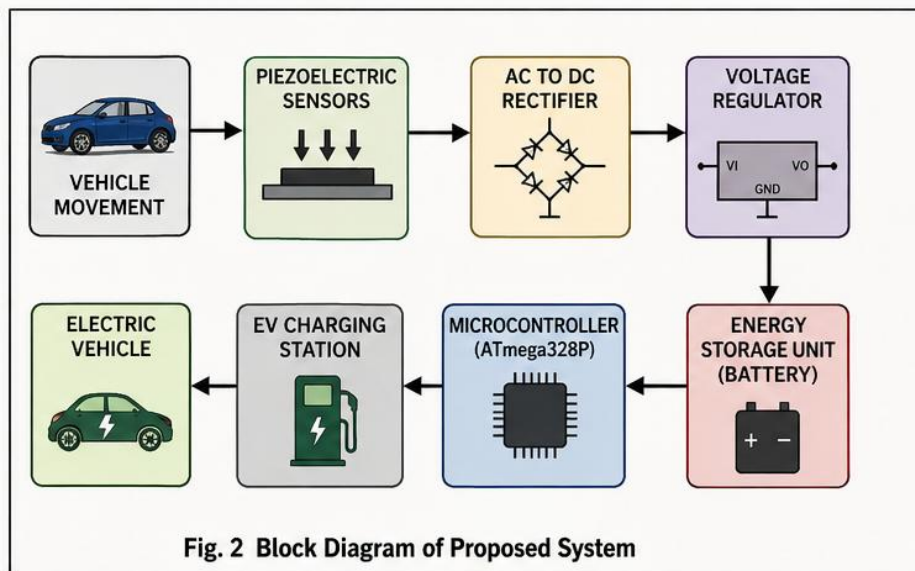 VEHICLE
MOVEMENT
PIEZOELECTRIC
SENSORS
AC TO DC
RECTIFIER
VOLTAGE
REGULATOR
VI VO
GND
ELECTRIC
VEHICLE
EV CHARGING
STATION
MICROCONTROLLER
(ATmega328P)
ENERGY
STORAGE UNIT
(BATTERY)
+ −
Fig. 2 Block Diagram of Proposed System